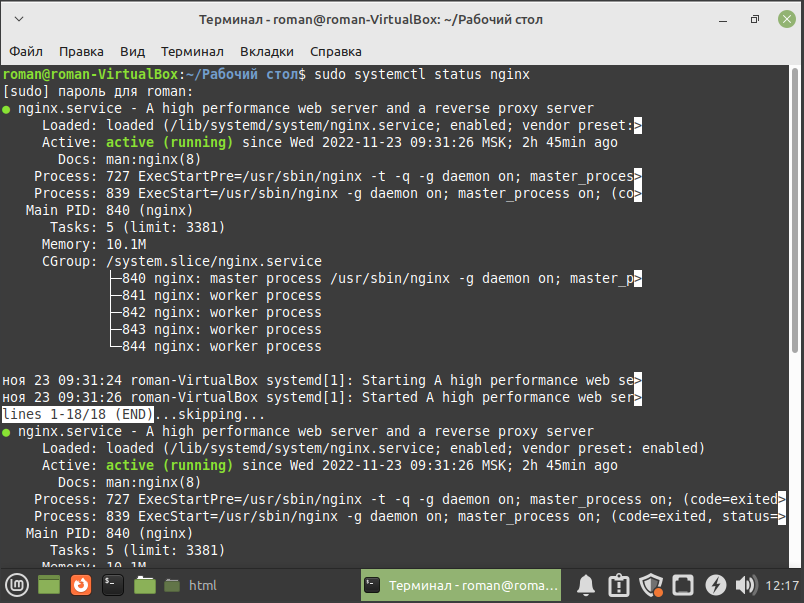 Терминал - roman@roman-VirtualBox: ~/Рабочий стол
Файл Правка Вид Терминал Вкладки Справка
roman@roman-VirtualBox:~/Рабочий стол$ sudo systemctl status nginx
[sudo] пароль для roman:
● nginx.service - A high performance web server and a reverse proxy server
     Loaded: loaded (/lib/systemd/system/nginx.service; enabled; vendor preset:>
     Active: active (running) since Wed 2022-11-23 09:31:26 MSK; 2h 45min ago
       Docs: man:nginx(8)
    Process: 727 ExecStartPre=/usr/sbin/nginx -t -q -g daemon on; master_proces>
    Process: 839 ExecStart=/usr/sbin/nginx -g daemon on; master_process on; (co>
   Main PID: 840 (nginx)
      Tasks: 5 (limit: 3381)
     Memory: 10.1M
     CGroup: /system.slice/nginx.service
             ├─840 nginx: master process /usr/sbin/nginx -g daemon on; master_p>
             ├─841 nginx: worker process
             ├─842 nginx: worker process
             ├─843 nginx: worker process
             └─844 nginx: worker process
ноя 23 09:31:24 roman-VirtualBox systemd[1]: Starting A high performance web se>
ноя 23 09:31:26 roman-VirtualBox systemd[1]: Started A high performance web ser>
lines 1-18/18 (END)...skipping...
● nginx.service - A high performance web server and a reverse proxy server
     Loaded: loaded (/lib/systemd/system/nginx.service; enabled; vendor preset: enabled)
     Active: active (running) since Wed 2022-11-23 09:31:26 MSK; 2h 45min ago
       Docs: man:nginx(8)
    Process: 727 ExecStartPre=/usr/sbin/nginx -t -q -g daemon on; master_process on; (code=exited>
    Process: 839 ExecStart=/usr/sbin/nginx -g daemon on; master_process on; (code=exited, status=>
   Main PID: 840 (nginx)
      Tasks: 5 (limit: 3381)
     Memory: 10.1M
html Терминал - roman@roma... 12:17